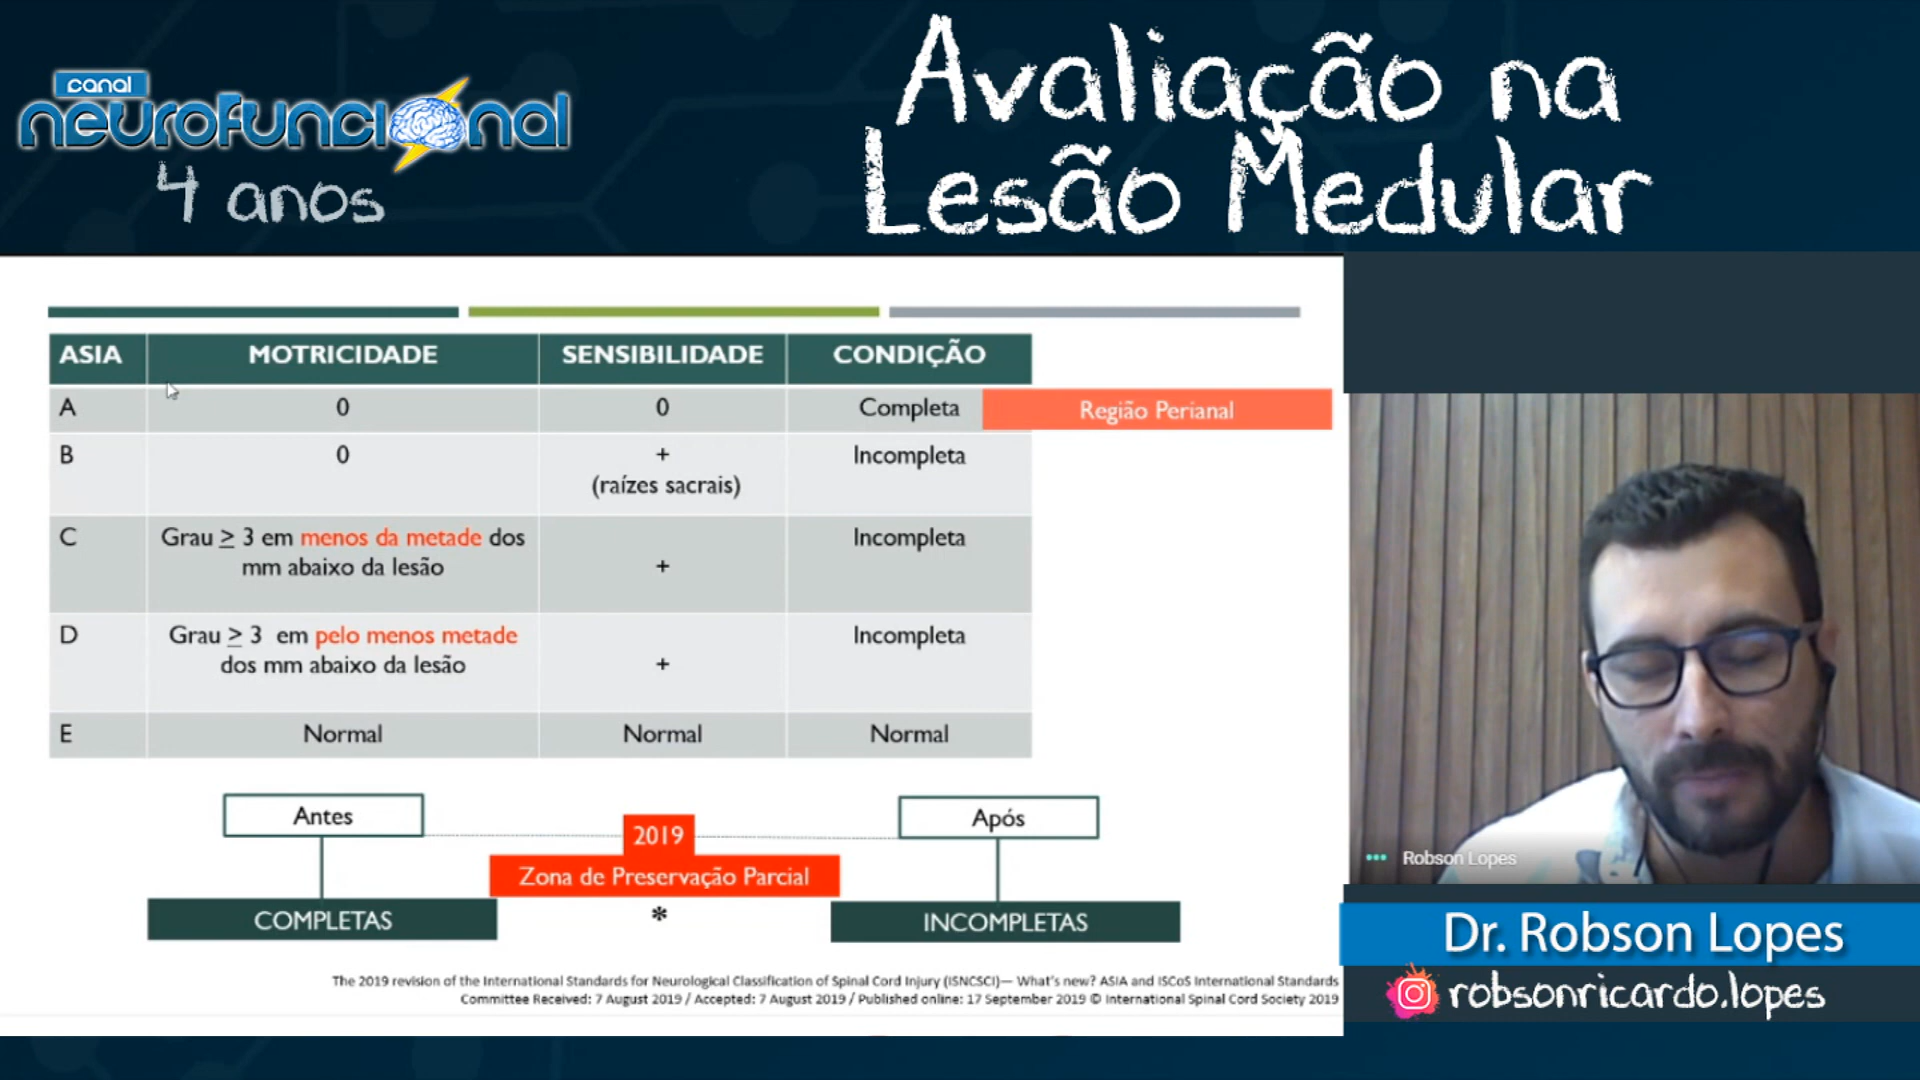 canal
neurofuncional
4 anos
Avaliação na
Lesão Medular
ASIA MOTRICIDADE SENSIBILIDADE CONDIÇÃO
A 0 0 Completa Região Perianal
B 0 + Incompleta
(raízes sacrais)
C Grau ≥ 3 em menos da metade dos Incompleta
mm abaixo da lesão +
D Grau ≥ 3 em pelo menos metade Incompleta
dos mm abaixo da lesão +
E Normal Normal Normal
Antes 2019 Após
Zona de Preservação Parcial
COMPLETAS * INCOMPLETAS
The 2019 revision of the International Standards for Neurological Classification of Spinal Cord Injury (ISNCSCI)— What's new? ASIA and ISCoS International Standards
Committee Received: 7 August 2019 / Accepted: 7 August 2019 / Published online: 17 September 2019 © International Spinal Cord Society 2019
Robson Lopes
Dr. Robson Lopes
robsonricardo.lopes